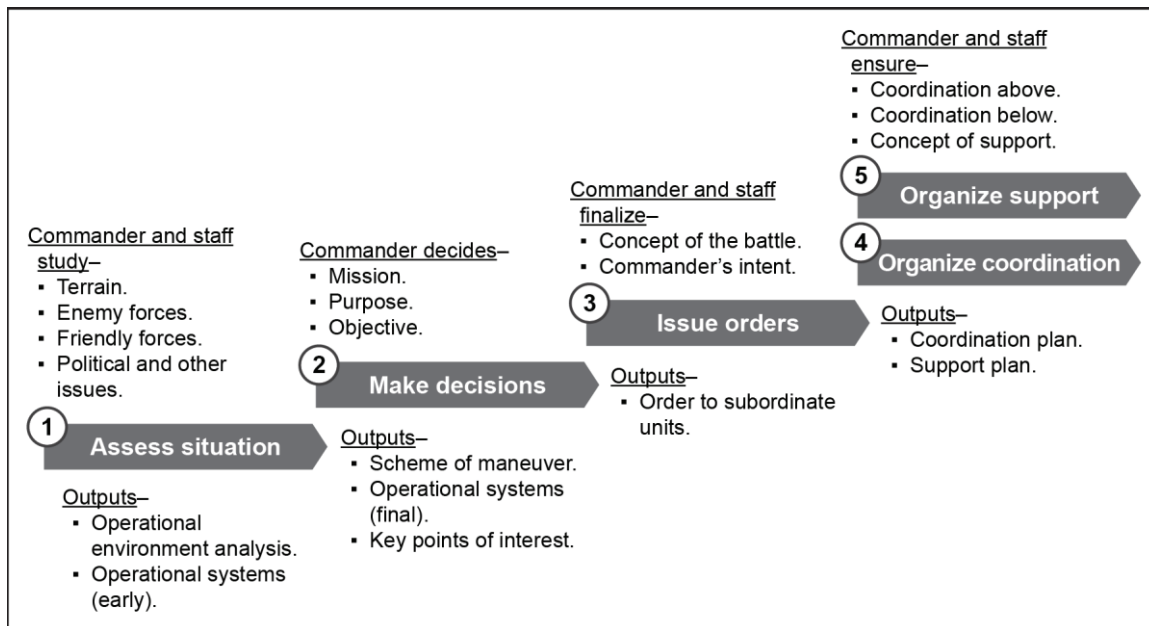 Commander and staff
study–
▪ Terrain.
▪ Enemy forces.
▪ Friendly forces.
▪ Political and other
issues.
1
Assess situation
Outputs–
▪ Operational
environment analysis.
▪ Operational systems
(early).
Commander decides–
▪ Mission.
▪ Purpose.
▪ Objective.
2
Make decisions
Outputs–
▪ Scheme of maneuver.
▪ Operational systems
(final).
▪ Key points of interest.
Commander and staff
finalize–
▪ Concept of the battle.
▪ Commander’s intent.
3
Issue orders
Outputs–
▪ Order to subordinate
units.
Commander and staff
ensure–
▪ Coordination above.
▪ Coordination below.
▪ Concept of support.
5
Organize support
4
Organize coordination
Outputs–
▪ Coordination plan.
▪ Support plan.